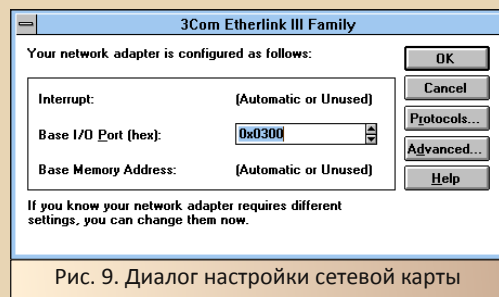 3Com Etherlink III Family
Your network adapter is configured as follows:
Interrupt: (Automatic or Unused)
Base I/O Port (hex): 0x0300
Base Memory Address: (Automatic or Unused)
If you know your network adapter requires different
settings, you can change them now.
OK
Cancel
Protocols...
Advanced...
Help
Рис. 9. Диалог настройки сетевой карты